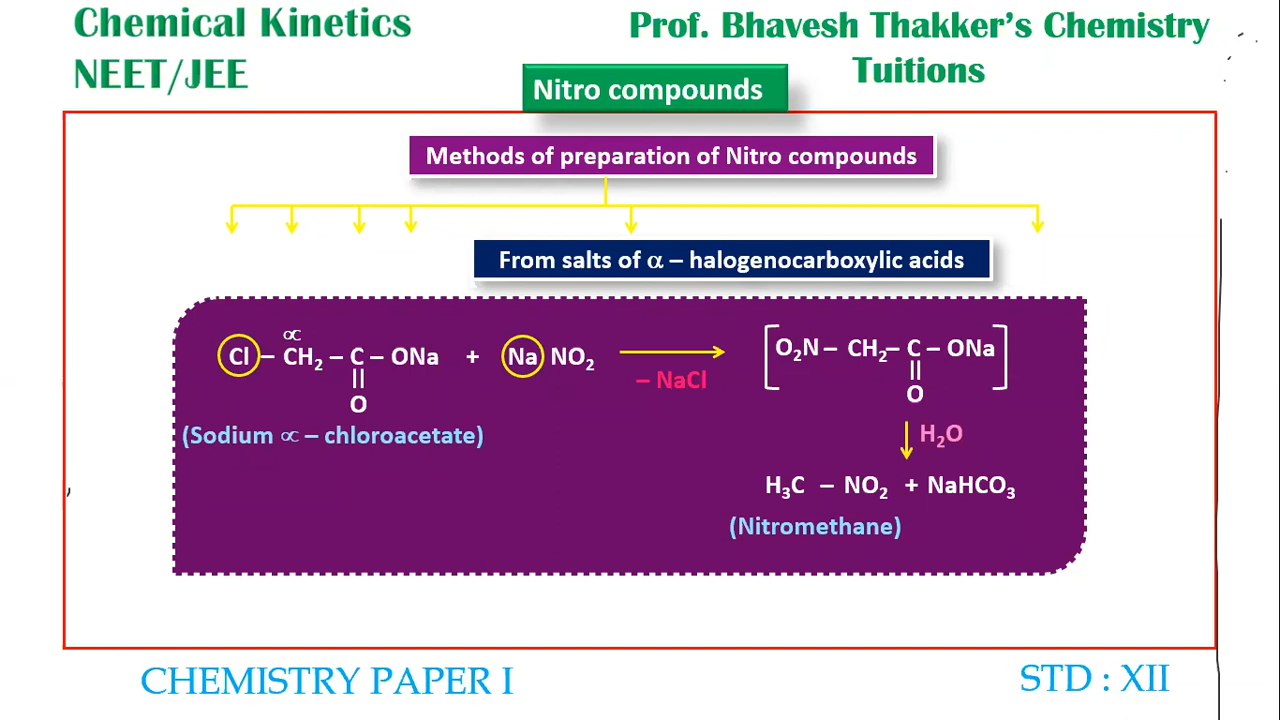 Chemical Kinetics
NEET/JEE
Prof. Bhavesh Thakker's Chemistry
Tuitions
Nitro compounds
Methods of preparation of Nitro compounds
From salts of α – halogenocarboxylic acids
∝
Cl – CH₂ – C – ONa + Na NO₂
||
O
– NaCl
O₂N – CH₂ – C – ONa
||
O
(Sodium ∝ – chloroacetate)
H₂O
H₃C – NO₂ + NaHCO₃
(Nitromethane)
CHEMISTRY PAPER I
STD : XII